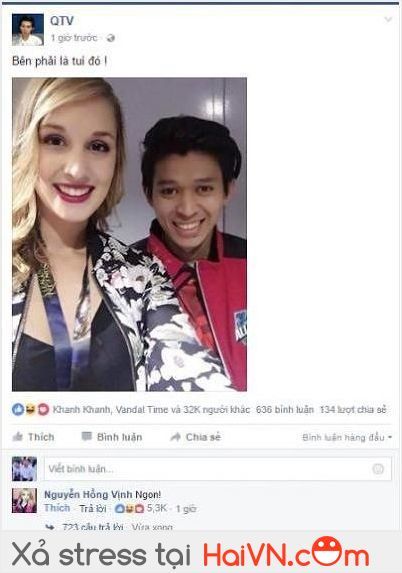 QTV
1 giờ trước ·
Bên phải là tuỉ đó !
ALL
Khanh Khanh, Vandal Time và 32K người khác 636 bình luận 134 lượt chia sẻ
Thích Bình luận Chia sẻ Bình luận hàng đầu
Viết bình luận...
Nguyễn Hồng Vịnh Ngon!
Thích · Trả lời · 5,3K · 1 giờ
723 câu trả lời · Vừa xong
Xả stress tại HaiVN.com